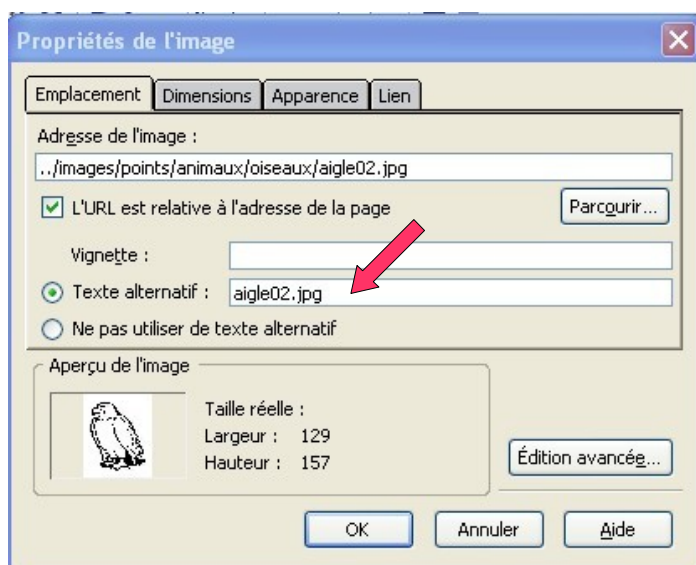 Propriétés de l'image
Emplacement Dimensions Apparence Lien
Adresse de l'image :
../images/points/animaux/oiseaux/aigle02.jpg
L'URL est relative à l'adresse de la page Parcourir...
Vignette :
Texte alternatif : aigle02.jpg
Ne pas utiliser de texte alternatif
Aperçu de l'image
Taille réelle :
Largeur : 129
Hauteur : 157
Édition avancée...
OK Annuler Aide